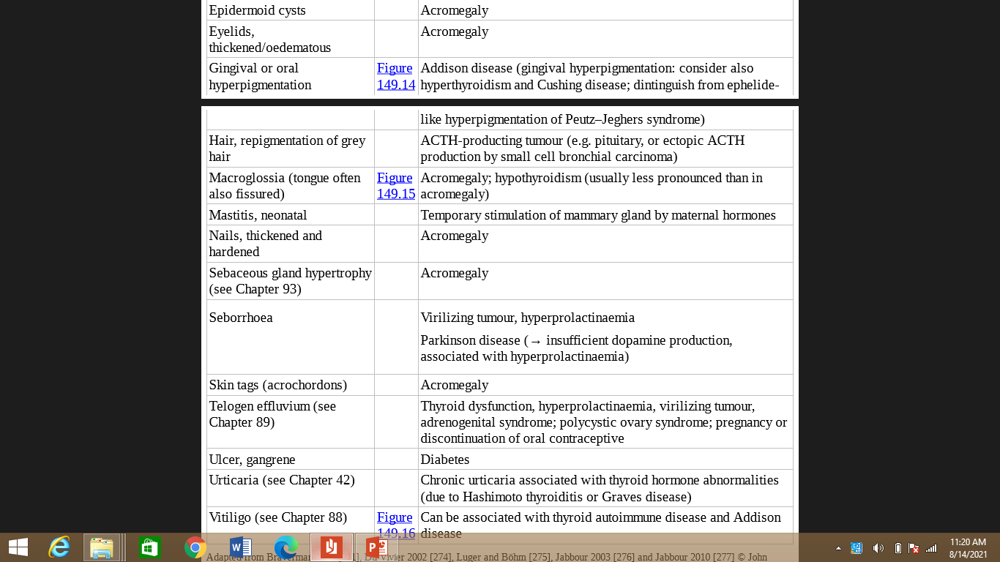 Epidermoid cysts Acromegaly
Eyelids, Acromegaly
thickened/oedematous
Gingival or oral Figure Addison disease (gingival hyperpigmentation: consider also
hyperpigmentation 149.14 hyperthyroidism and Cushing disease; dintinguish from ephelide-
like hyperpigmentation of Peutz–Jeghers syndrome)
Hair, repigmentation of grey ACTH-producting tumour (e.g. pituitary, or ectopic ACTH
hair production by small cell bronchial carcinoma)
Macroglossia (tongue often Figure Acromegaly; hypothyroidism (usually less pronounced than in
also fissured) 149.15 acromegaly)
Mastitis, neonatal Temporary stimulation of mammary gland by maternal hormones
Nails, thickened and Acromegaly
hardened
Sebaceous gland hypertrophy Acromegaly
(see Chapter 93)
Seborrhoea Virilizing tumour, hyperprolactinaemia
Parkinson disease (→ insufficient dopamine production,
associated with hyperprolactinaemia)
Skin tags (acrochordons) Acromegaly
Telogen effluvium (see Thyroid dysfunction, hyperprolactinaemia, virilizing tumour,
Chapter 89) adrenogenital syndrome; polycystic ovary syndrome; pregnancy or
discontinuation of oral contraceptive
Ulcer, gangrene Diabetes
Urticaria (see Chapter 42) Chronic urticaria associated with thyroid hormone abnormalities
(due to Hashimoto thyroiditis or Graves disease)
Vitiligo (see Chapter 88) Figure Can be associated with thyroid autoimmune disease and Addison
149.16 disease
Adapted from Vivier 2002 [274], Luger and Böhm [275], Jabbour 2003 [276] and Jabbour 2010 [277] © John
11:20 AM
8/14/2021